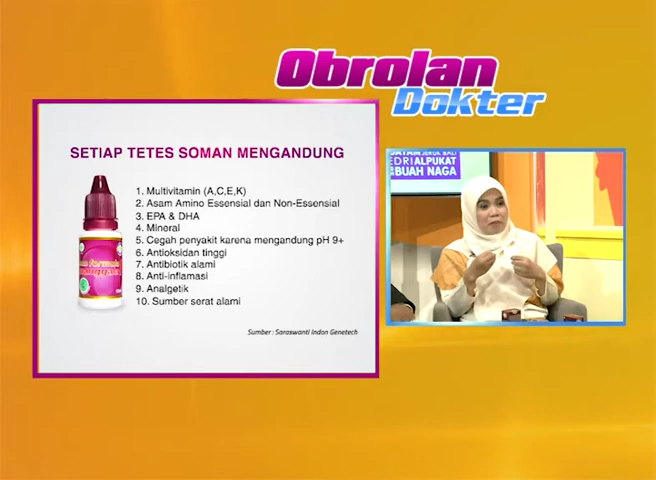 Obrolan
Dokter
SETIAP TETES SOMAN MENGANDUNG
1. Multivitamin (A,C,E,K)
2. Asam Amino Essensial dan Non-Essensial
3. EPA & DHA
4. Mineral
5. Cegah penyakit karena mengandung pH 9+
6. Antioksidan tinggi
7. Antibiotik alami
8. Anti-inflamasi
9. Analgetik
10. Sumber serat alami
Sumber : Saraswanti Indon Genetech
JERUK BALI
ALPUKAT
BUAH NAGA